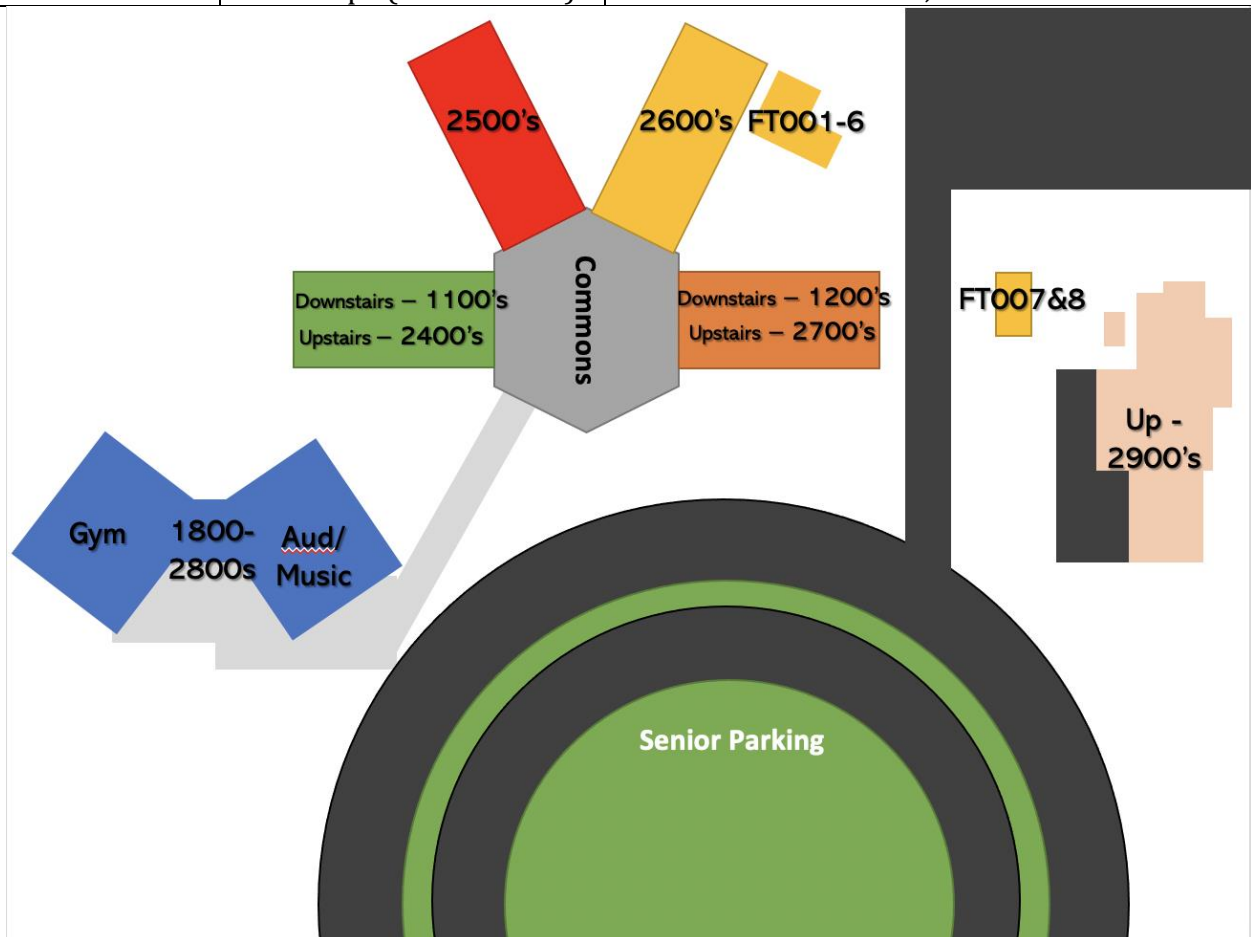 2500's
2600's
FT001-6
Commons
Downstairs – 1100's
Upstairs – 2400's
Downstairs – 1200's
Upstairs – 2700's
FT007&8
Up -
2900's
Gym
1800-
2800s
Aud/
Music
Senior Parking